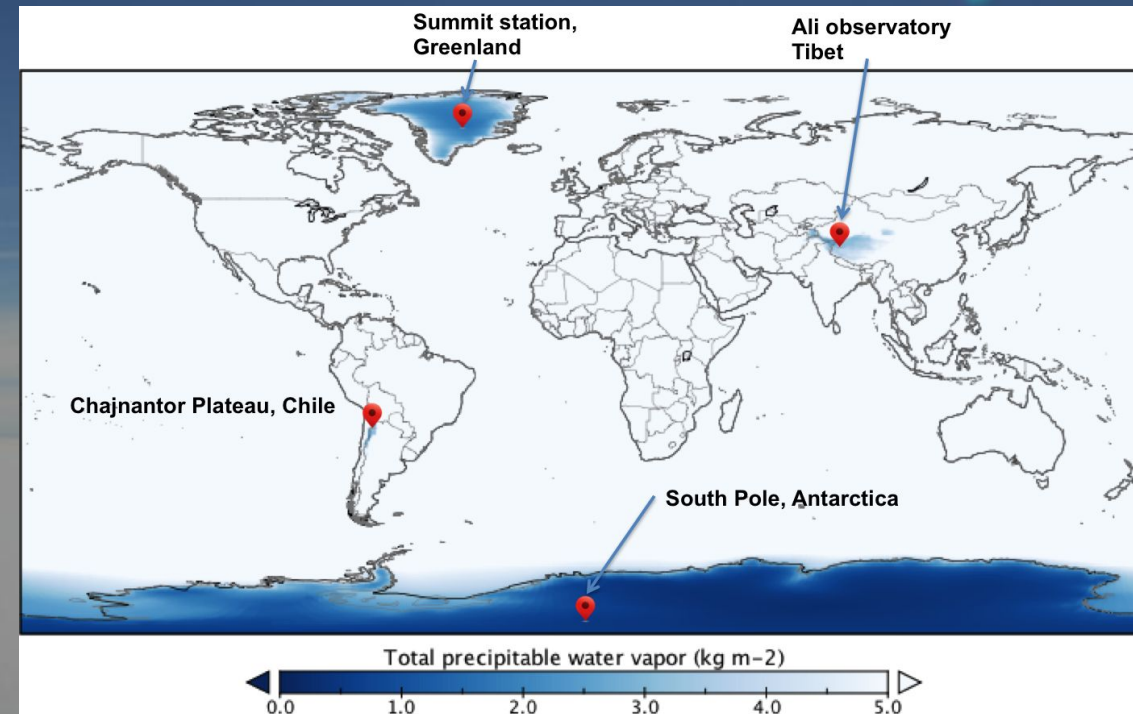 Summit station,
Greenland
Ali observatory
Tibet
Chajnantor Plateau, Chile
South Pole, Antarctica
Total precipitable water vapor (kg m-2)
0.0 1.0 2.0 3.0 4.0 5.0